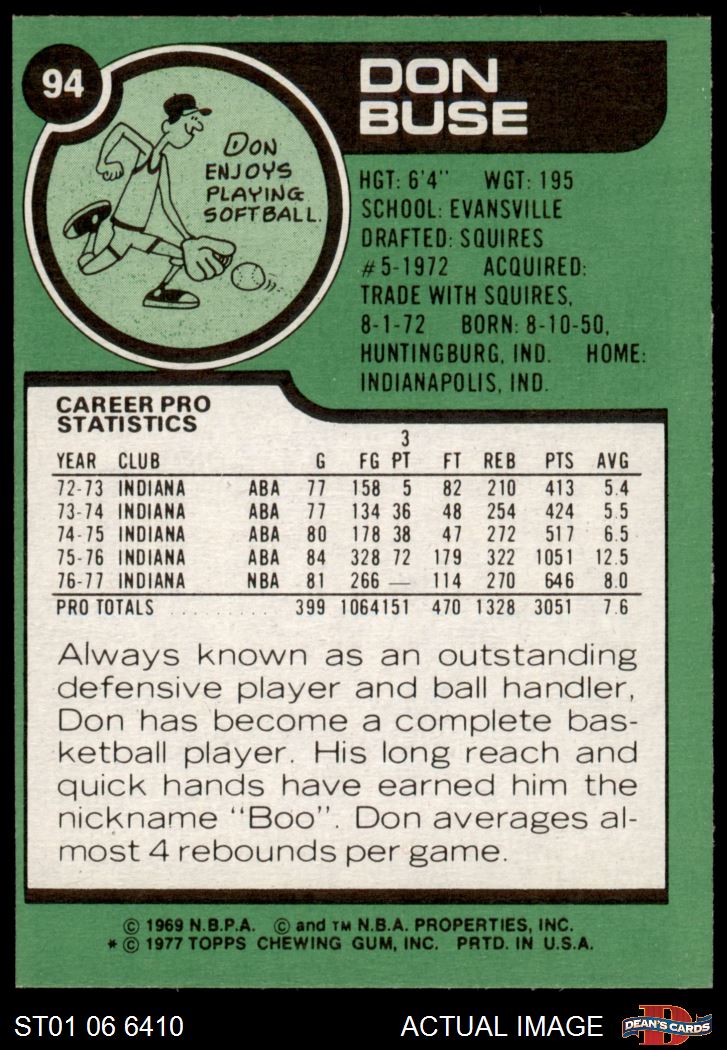 94
DON
BUSE
DON
ENJOYS
PLAYING
SOFTBALL.
HGT: 6'4" WGT: 195
SCHOOL: EVANSVILLE
DRAFTED: SQUIRES
#5-1972 ACQUIRED:
TRADE WITH SQUIRES,
8-1-72 BORN: 8-10-50,
HUNTINGBURG, IND. HOME:
INDIANAPOLIS, IND.
CAREER PRO
STATISTICS
3
YEAR CLUB G FG PT FT REB PTS AVG
72-73 INDIANA ABA 77 158 5 82 210 413 5.4
73-74 INDIANA ABA 77 134 36 48 254 424 5.5
74-75 INDIANA ABA 80 178 38 47 272 517 6.5
75-76 INDIANA ABA 84 328 72 179 322 1051 12.5
76-77 INDIANA NBA 81 266 — 114 270 646 8.0
PRO TOTALS . . . . . . . . . 399 1064 151 470 1328 3051 7.6
Always known as an outstanding
defensive player and ball handler,
Don has become a complete bas-
ketball player. His long reach and
quick hands have earned him the
nickname "Boo". Don averages al-
most 4 rebounds per game.
© 1969 N.B.P.A. © and TM N.B.A. PROPERTIES, INC.
* © 1977 TOPPS CHEWING GUM, INC. PRTD. IN U.S.A.
ST01 06 6410 ACTUAL IMAGE
D
DEAN'S CARDS